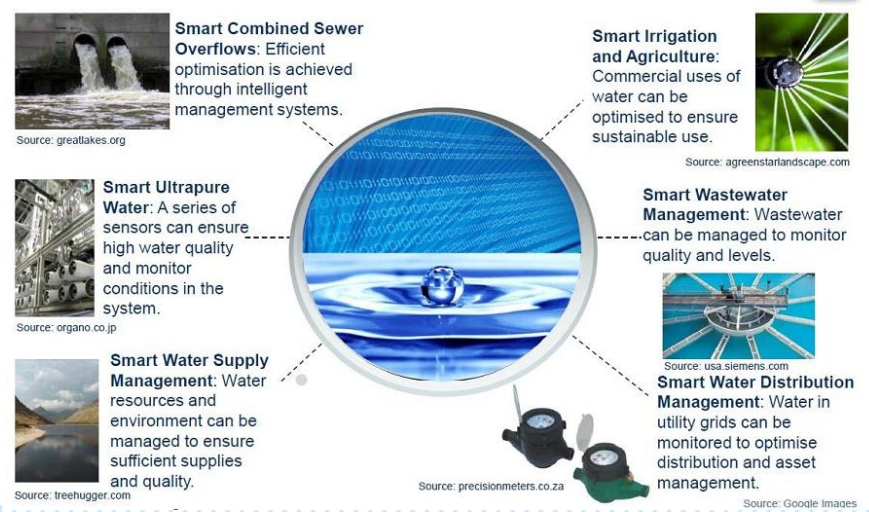 Smart Combined Sewer
Overflows: Efficient
optimisation is achieved
through intelligent
management systems.
Source: greatlakes.org
Smart Irrigation
and Agriculture:
Commercial uses of
water can be
optimised to ensure
sustainable use.
Source: agreenstarlandscape.com
Smart Ultrapure
Water: A series of
sensors can ensure
high water quality
and monitor
conditions in the
system.
Source: organo.co.jp
Smart Wastewater
Management: Wastewater
can be managed to monitor
quality and levels.
Source: usa.siemens.com
Smart Water Supply
Management: Water
resources and
environment can be
managed to ensure
sufficient supplies
and quality.
Source: treehugger.com
Smart Water Distribution
Management: Water in
utility grids can be
monitored to optimise
distribution and asset
management.
Source: precisionmeters.co.za
Source: Google Images